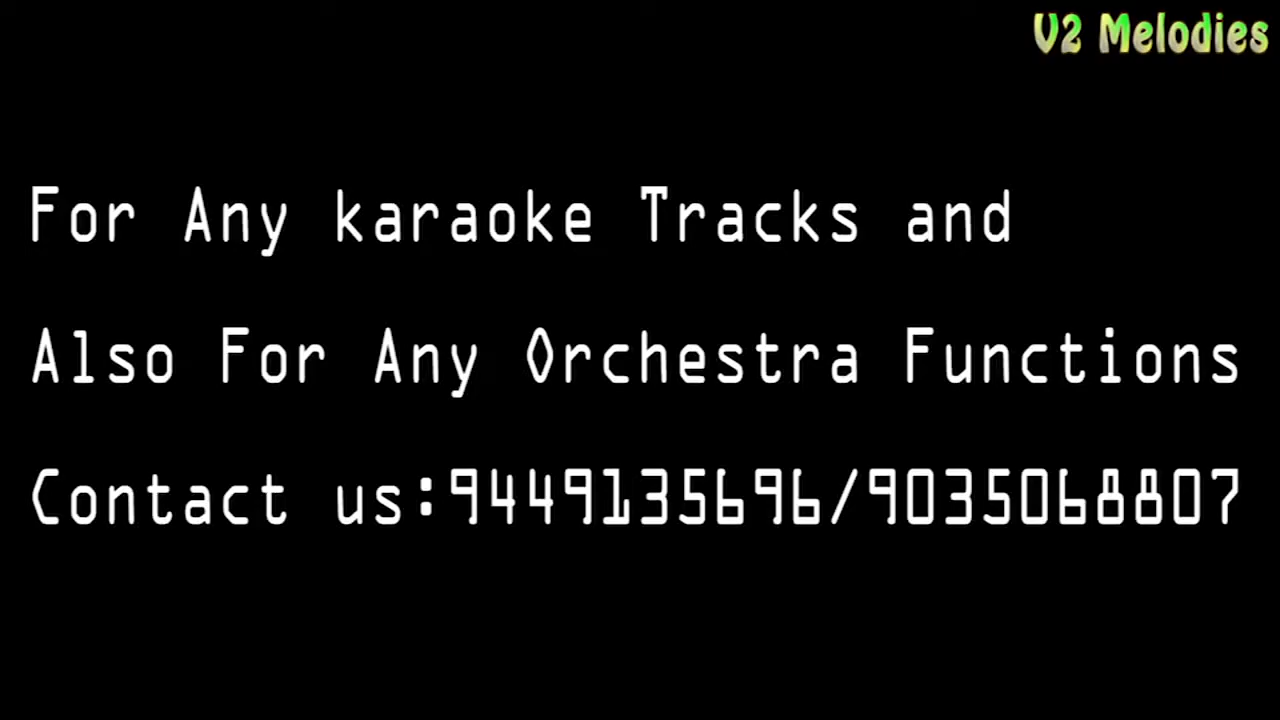 V2 Melodies
For Any karaoke Tracks and
Also For Any Orchestra Functions
Contact us:9449135696/9035068807